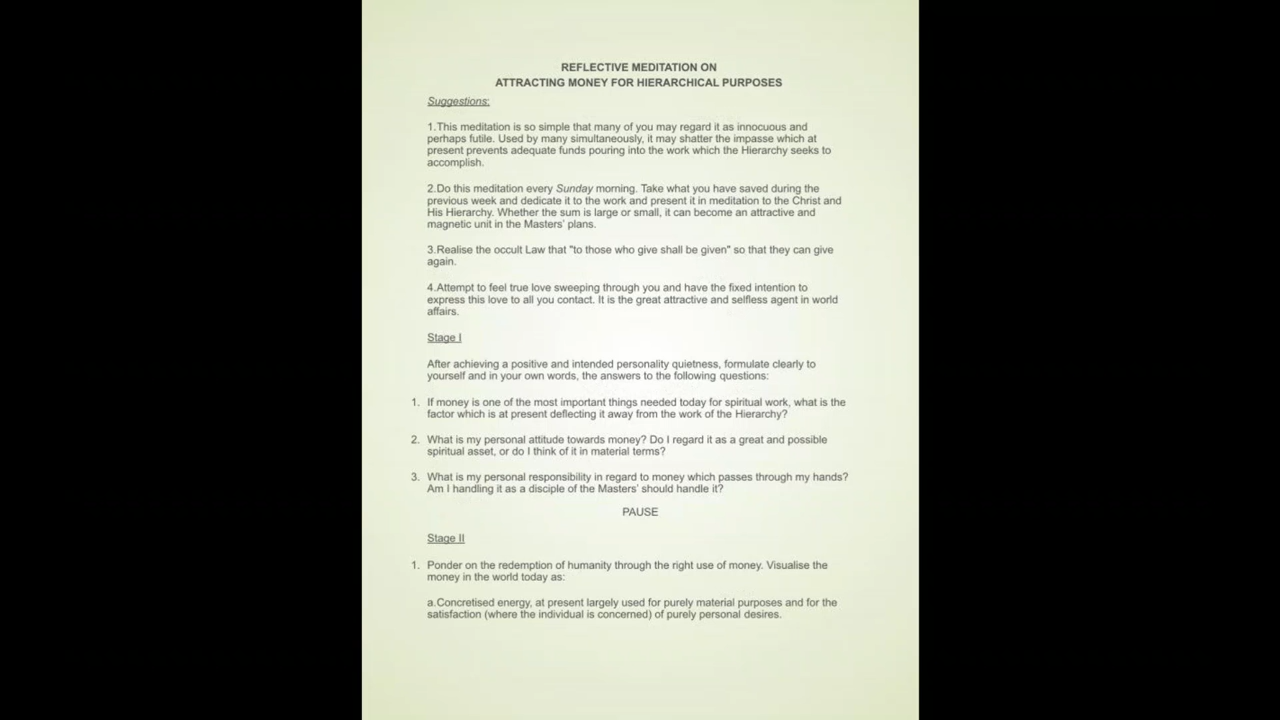 REFLECTIVE MEDITATION ON
ATTRACTING MONEY FOR HIERARCHICAL PURPOSES
Suggestions:
1.This meditation is so simple that many of you may regard it as innocuous and
perhaps futile. Used by many simultaneously, it may shatter the impasse which at
present prevents adequate funds pouring into the work which the Hierarchy seeks to
accomplish.
2.Do this meditation every Sunday morning. Take what you have saved during the
previous week and dedicate it to the work and present it in meditation to the Christ and
His Hierarchy. Whether the sum is large or small, it can become an attractive and
magnetic unit in the Masters' plans.
3.Realise the occult Law that "to those who give shall be given" so that they can give
again.
4.Attempt to feel true love sweeping through you and have the fixed intention to
express this love to all you contact. It is the great attractive and selfless agent in world
affairs.
Stage I
After achieving a positive and intended personality quietness, formulate clearly to
yourself and in your own words, the answers to the following questions:
1. If money is one of the most important things needed today for spiritual work, what is the
factor which is at present deflecting it away from the work of the Hierarchy?
2. What is my personal attitude towards money? Do I regard it as a great and possible
spiritual asset, or do I think of it in material terms?
3. What is my personal responsibility in regard to money which passes through my hands?
Am I handling it as a disciple of the Masters' should handle it?
PAUSE
Stage II
1. Ponder on the redemption of humanity through the right use of money. Visualise the
money in the world today as:
a.Concretised energy, at present largely used for purely material purposes and for the
satisfaction (where the individual is concerned) of purely personal desires.